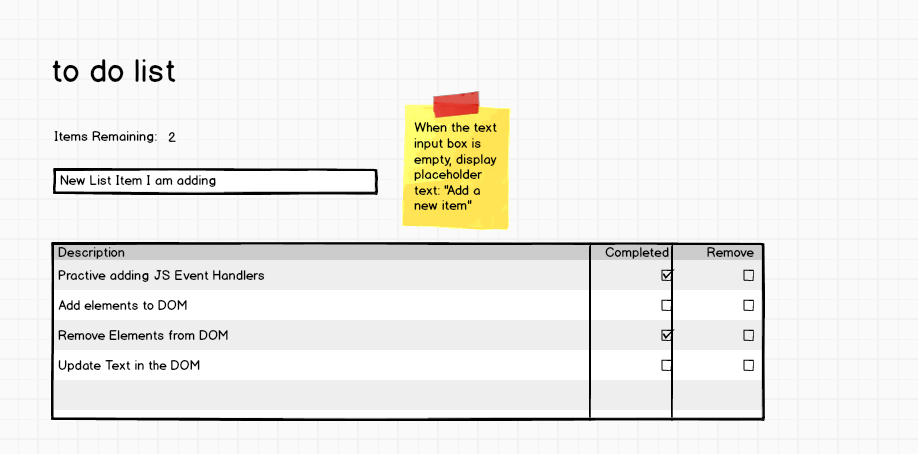 to do list
Items Remaining: 2
New List Item I am adding
When the text
input box is
empty, display
placeholder
text: "Add a
new item"
Description Completed Remove
Practive adding JS Event Handlers
Add elements to DOM
Remove Elements from DOM
Update Text in the DOM